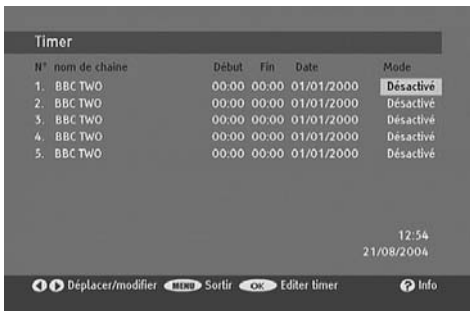 Timer
N° nom de chaine Début Fin Date Mode
1. BBC TWO 00:00 00:00 01/01/2000 Désactivé
2. BBC TWO 00:00 00:00 01/01/2000 Désactivé
3. BBC TWO 00:00 00:00 01/01/2000 Désactivé
4. BBC TWO 00:00 00:00 01/01/2000 Désactivé
5. BBC TWO 00:00 00:00 01/01/2000 Désactivé
12:54
21/08/2004
Déplacer/modifier MENU Sortir OK Editer timer ? Info